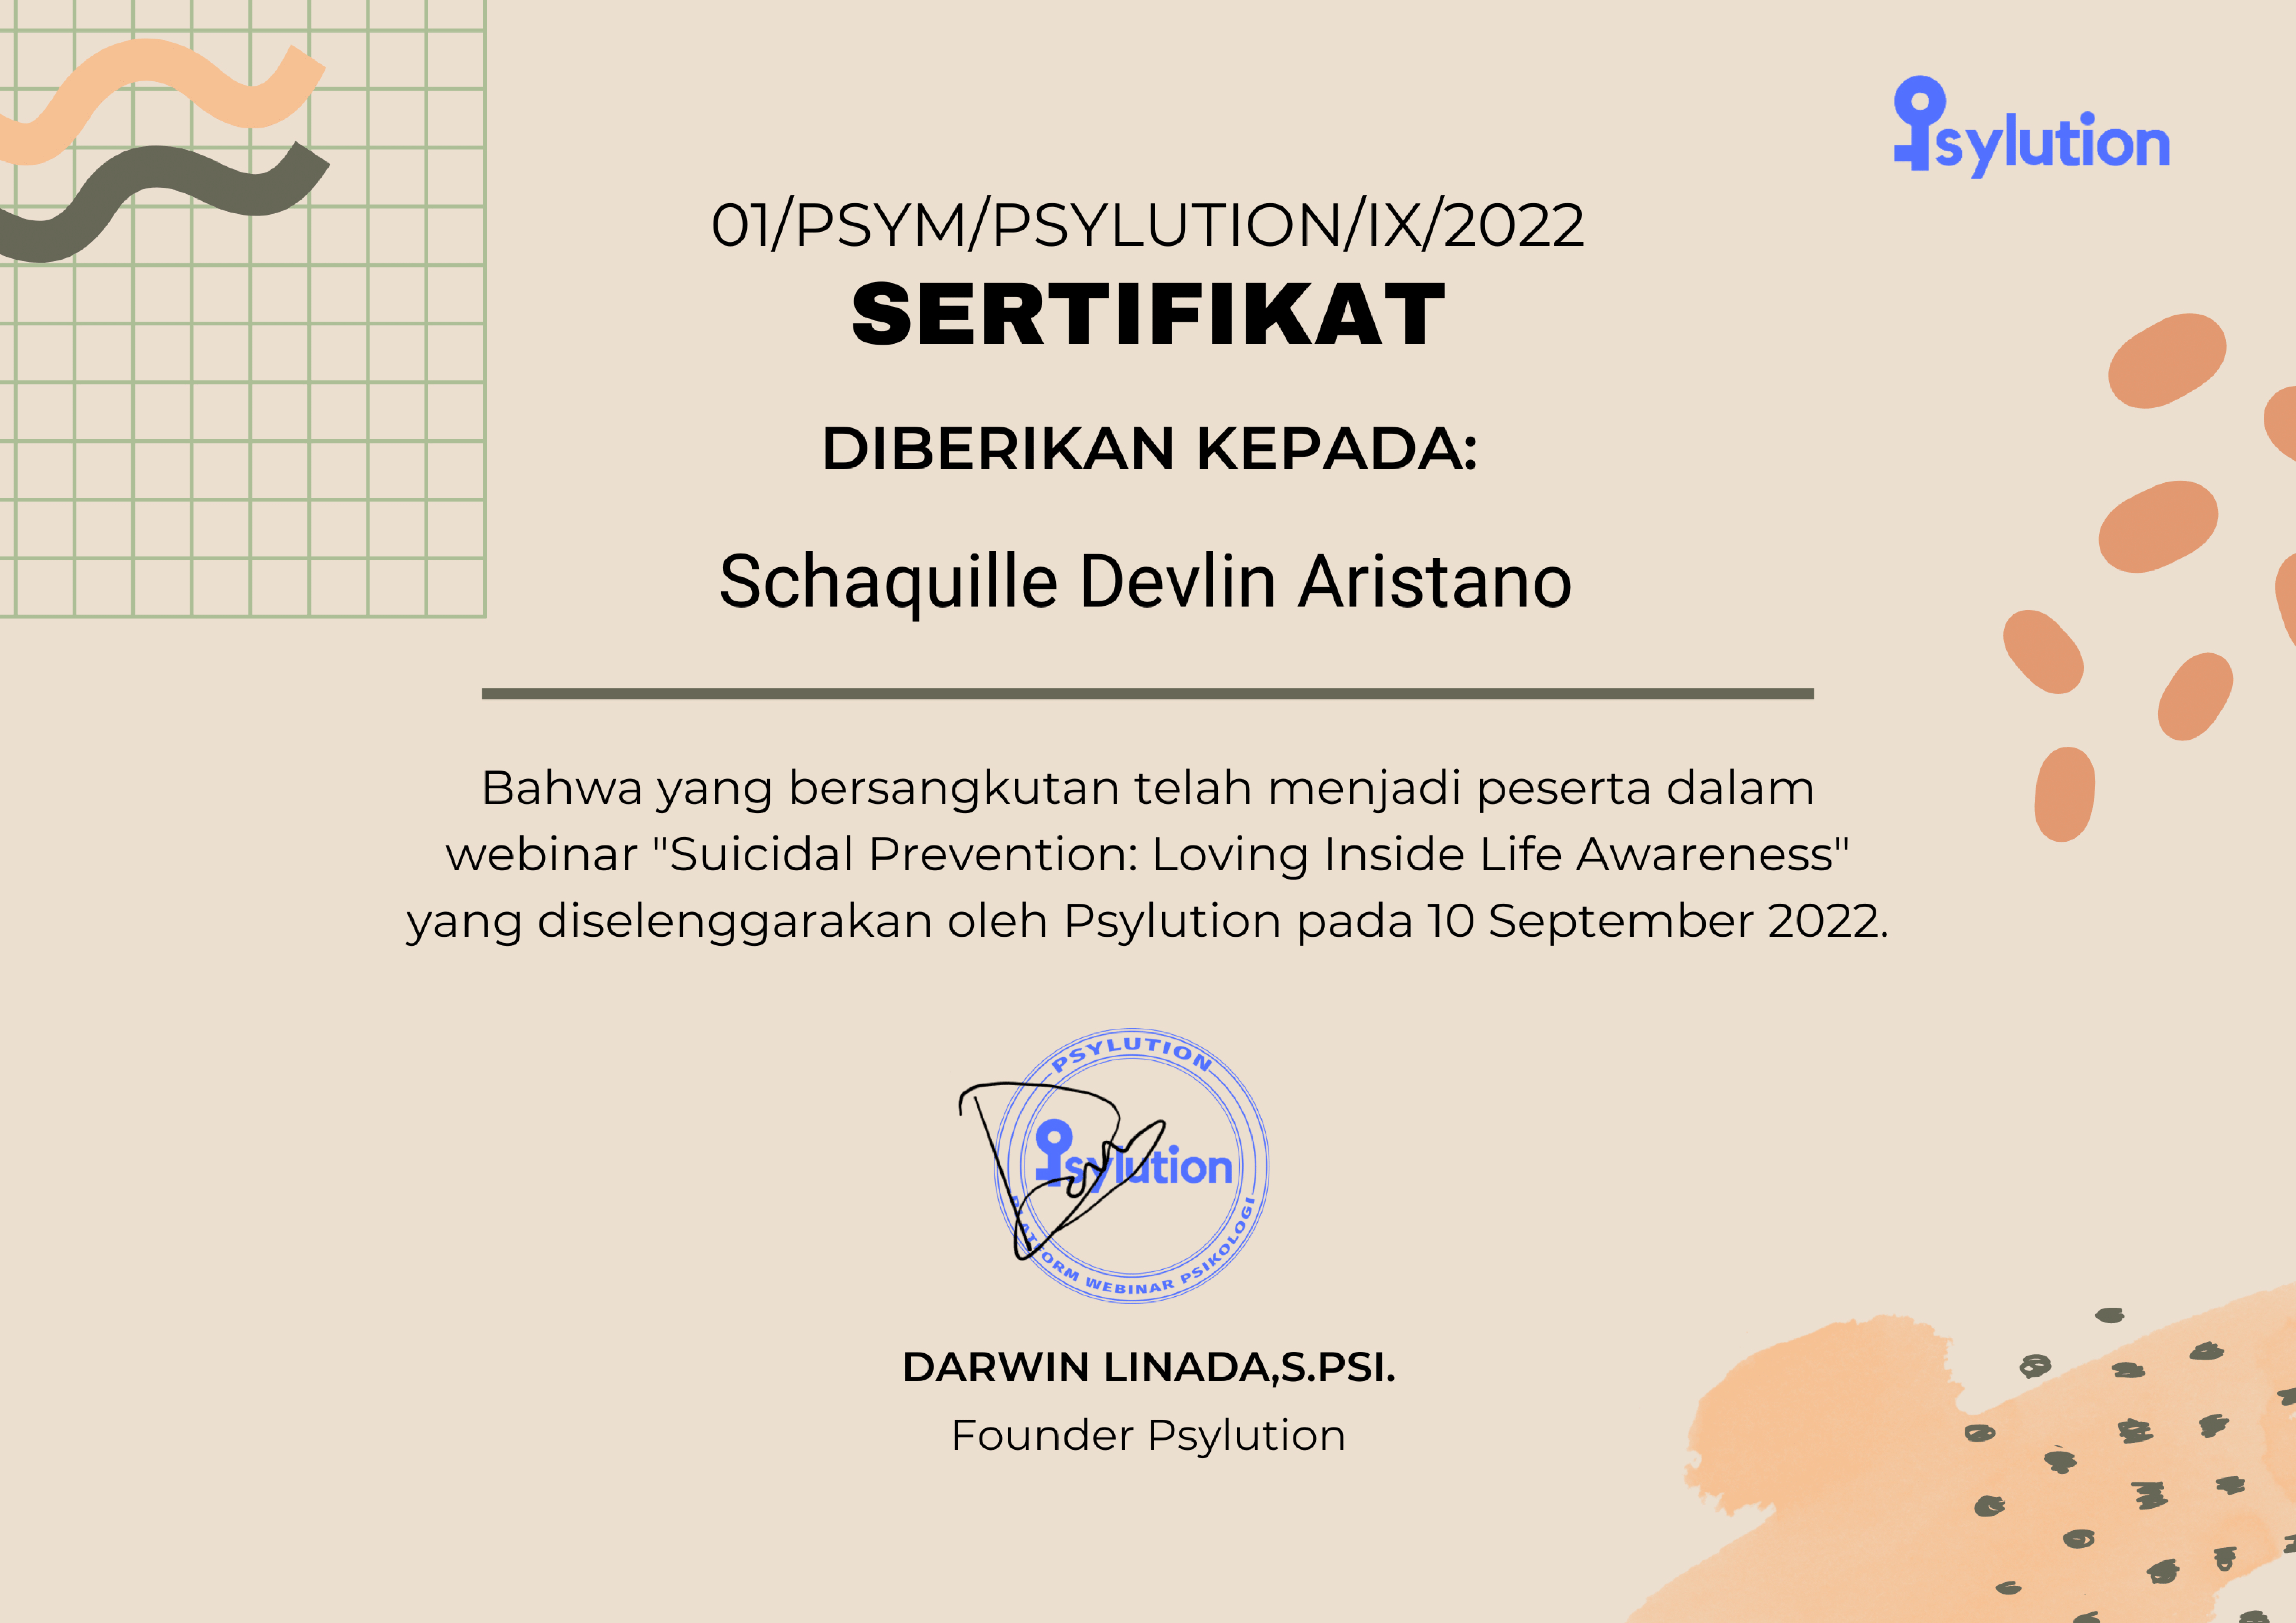 Psylution
01/PSYM/PSYLUTION/IX/2022
SERTIFIKAT
DIBERIKAN KEPADA:
Schaquille Devlin Aristano
Bahwa yang bersangkutan telah menjadi peserta dalam
webinar "Suicidal Prevention: Loving Inside Life Awareness"
yang diselenggarakan oleh Psylution pada 10 September 2022.
PSYLUTION
Psylution
PLATFORM WEBINAR PSIKOLOGI
DARWIN LINADA,S.PSI.
Founder Psylution